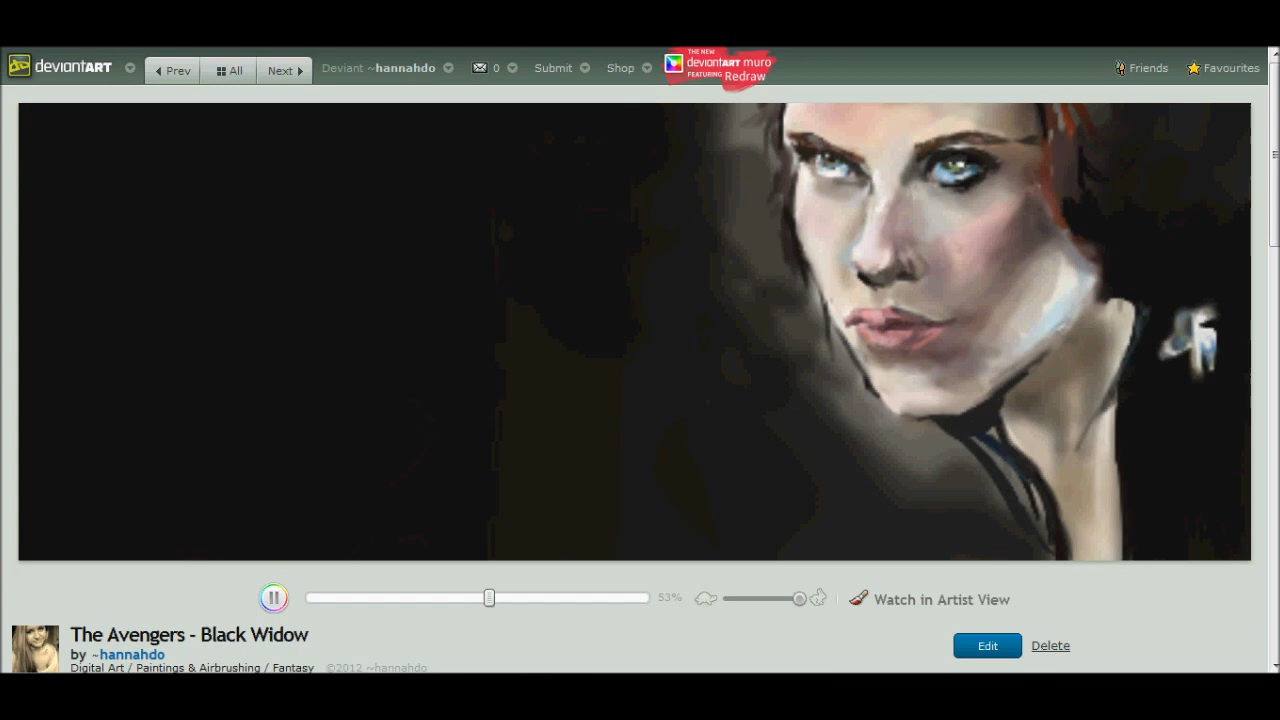 deviantART Prev All Next Deviant ~hannahdo 0 Submit Shop THE NEW deviantART muro FEATURING Redraw Friends Favourites
53% Watch in Artist View
The Avengers - Black Widow
by ~hannahdo
Edit Delete
Digital Art / Paintings & Airbrushing / Fantasy ©2012 ~hannahdo